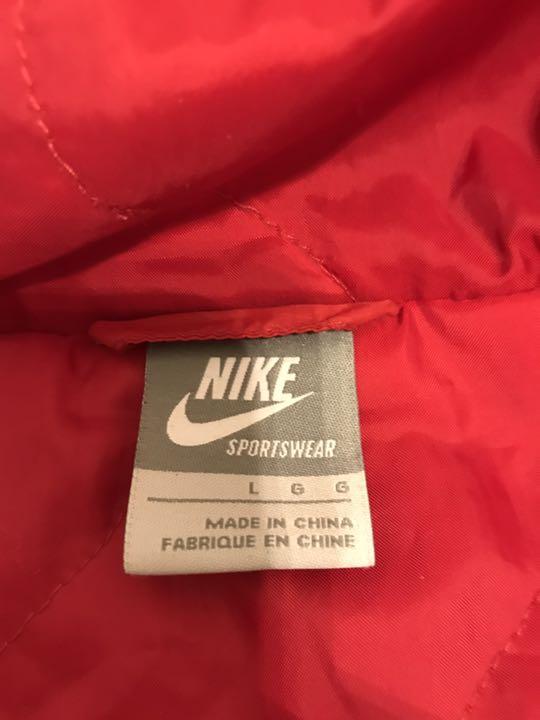 NIKE
SPORTSWEAR
L G G
MADE IN CHINA
FABRIQUE EN CHINE